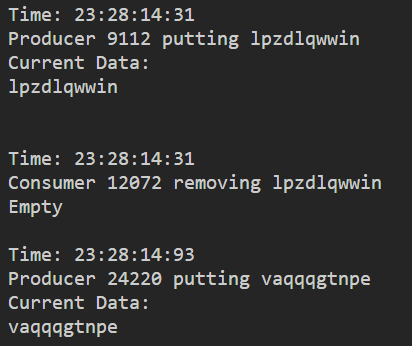 Time: 23:28:14:31
Producer 9112 putting lpzdlqwwin
Current Data:
lpzdlqwwin
Time: 23:28:14:31
Consumer 12072 removing lpzdlqwwin
Empty
Time: 23:28:14:93
Producer 24220 putting vaqqqgtnpe
Current Data:
vaqqqgtnpe